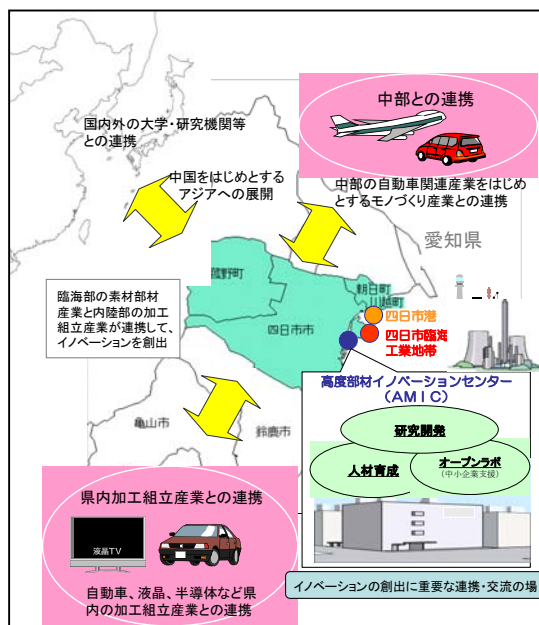 中部との連携
国内外の大学・研究機関等
との連携
中国をはじめとする
アジアへの展開
中部の自動車関連産業をはじめ
とするモノづくり産業との連携
愛知県
菰野町
朝日町
川越町
臨海部の素材部材
産業と内陸部の加工
組立産業が連携して、
イノベーションを創出
四日市市
四日市港
四日市臨海
工業地帯
高度部材イノベーションセンター
(AMIC)
研究開発
人材育成
オープンラボ
(中小企業支援)
亀山市
鈴鹿市
県内加工組立産業との連携
液晶TV
自動車、液晶、半導体など県
内の加工組立産業との連携
イノベーションの創出に重要な連携・交流の場